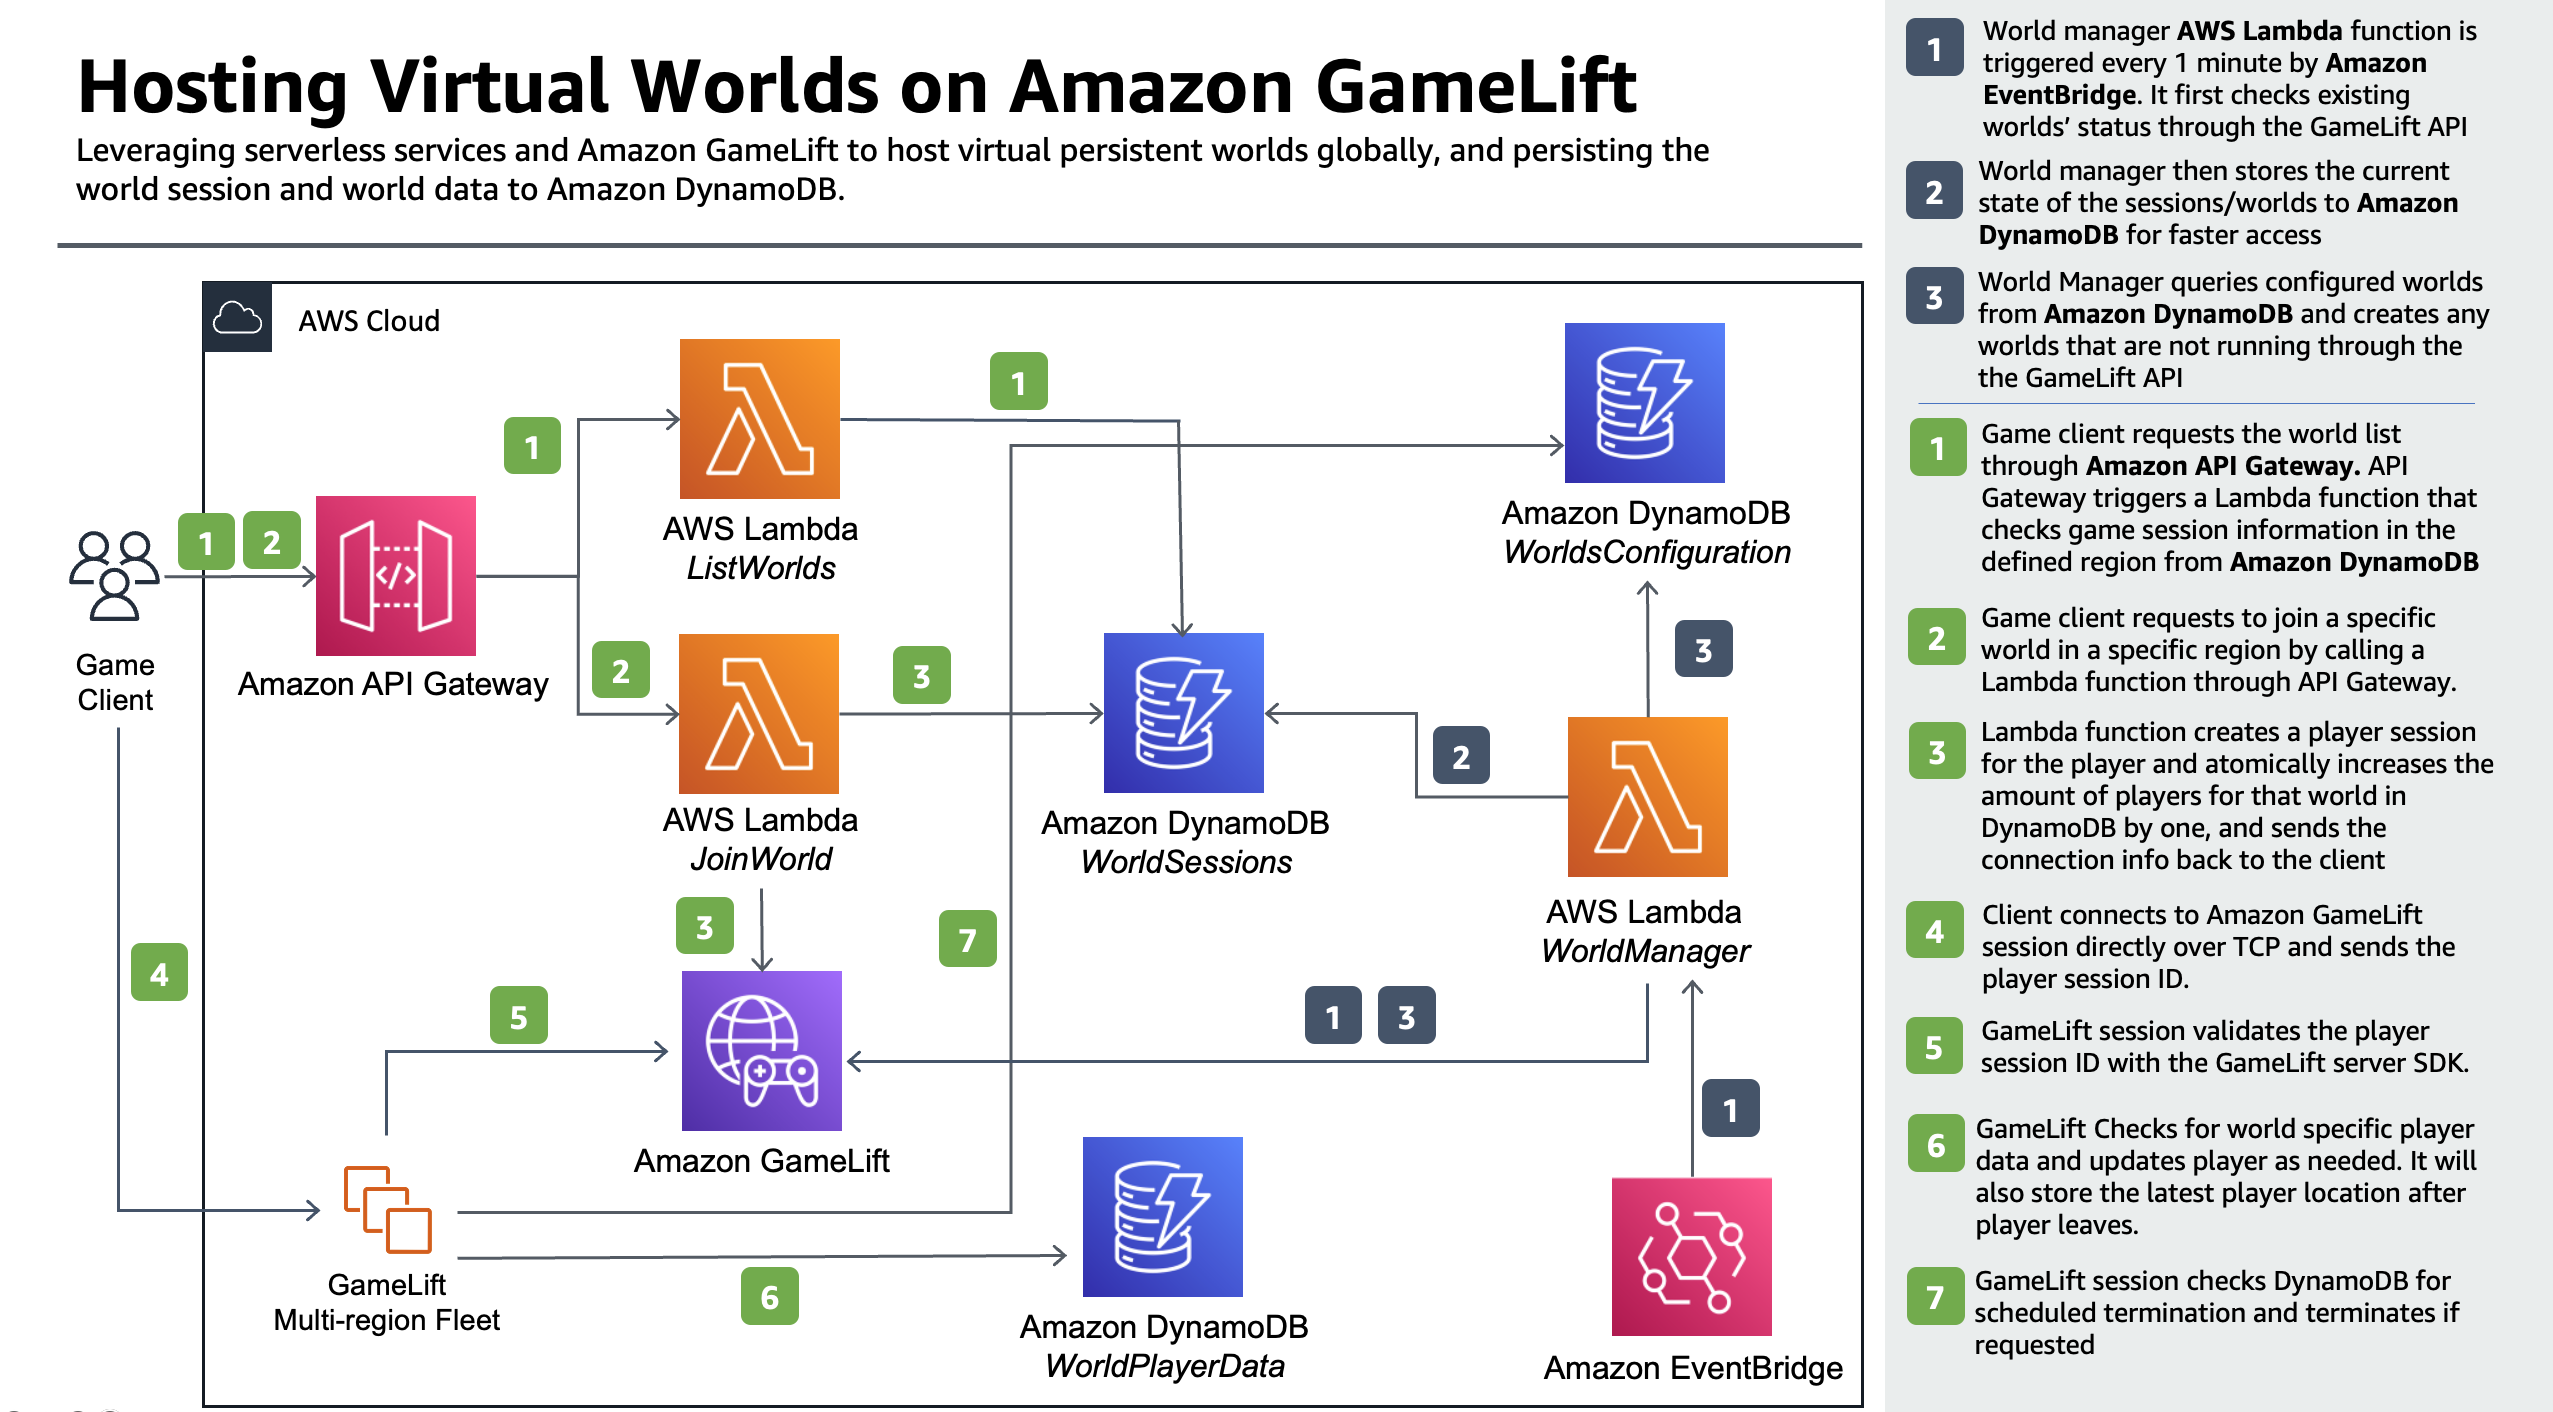 Hosting Virtual Worlds on Amazon GameLift
Leveraging serverless services and Amazon GameLift to host virtual persistent worlds globally, and persisting the
world session and world data to Amazon DynamoDB.
AWS Cloud
Game
Client
1
2
Amazon API Gateway
1
2
AWS Lambda
ListWorlds
1
AWS Lambda
JoinWorld
3
3
Amazon DynamoDB
WorldSessions
Amazon DynamoDB
WorldsConfiguration
3
2
AWS Lambda
WorldManager
4
5
7
1
3
1
Amazon GameLift
GameLift
Multi-region Fleet
6
Amazon DynamoDB
WorldPlayerData
Amazon EventBridge
1
World manager AWS Lambda function is
triggered every 1 minute by Amazon
EventBridge. It first checks existing
worlds’ status through the GameLift API
2
World manager then stores the current
state of the sessions/worlds to Amazon
DynamoDB for faster access
3
World Manager queries configured worlds
from Amazon DynamoDB and creates any
worlds that are not running through the
the GameLift API
1
Game client requests the world list
through Amazon API Gateway. API
Gateway triggers a Lambda function that
checks game session information in the
defined region from Amazon DynamoDB
2
Game client requests to join a specific
world in a specific region by calling a
Lambda function through API Gateway.
3
Lambda function creates a player session
for the player and atomically increases the
amount of players for that world in
DynamoDB by one, and sends the
connection info back to the client
4
Client connects to Amazon GameLift
session directly over TCP and sends the
player session ID.
5
GameLift session validates the player
session ID with the GameLift server SDK.
6
GameLift Checks for world specific player
data and updates player as needed. It will
also store the latest player location after
player leaves.
7
GameLift session checks DynamoDB for
scheduled termination and terminates if
requested